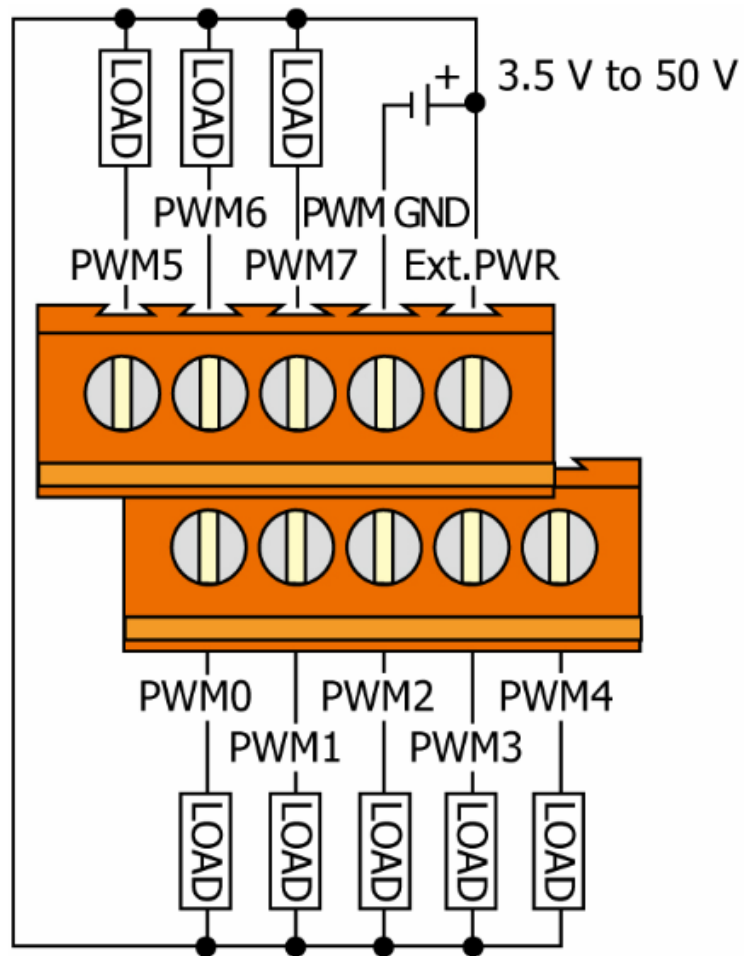 LOAD LOAD LOAD
+ 3.5 V to 50 V
PWM6 PWM GND
PWM5 PWM7 Ext.PWR
PWM0 PWM2 PWM4
PWM1 PWM3
LOAD LOAD LOAD LOAD LOAD